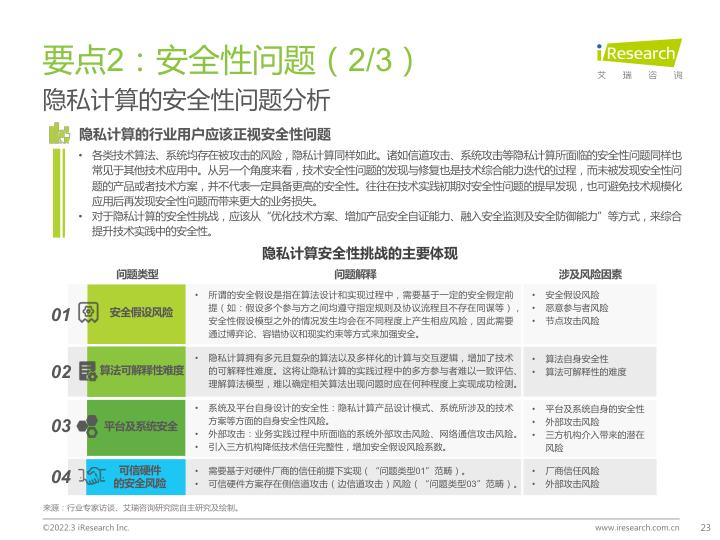 要点2：安全性问题（2/3）
iResearch
艾 瑞 咨 询
隐私计算的安全性问题分析
隐私计算的行业用户应该正视安全性问题
• 各类技术算法、系统均存在被攻击的风险，隐私计算同样如此。诸如信道攻击、系统攻击等隐私计算所面临的安全性问题同样也
常见于其他技术应用中。从另一个角度来看，技术安全性问题的发现与修复也是技术综合能力迭代的过程，而未被发现安全性问
题的产品或者技术方案，并不代表一定具备更高的安全性。往往在技术实践初期对安全性问题的提早发现，也可避免技术规模化
应用后再发现安全性问题而带来更大的业务损失。
• 对于隐私计算的安全性挑战，应该从“优化技术方案、增加产品安全自证能力、融入安全监测及安全防御能力”等方式，来综合
提升技术实践中的安全性。
隐私计算安全性挑战的主要体现
问题类型 问题解释 涉及风险因素
01 安全假设风险
• 所谓的安全假设是指在算法设计和实现过程中，需要基于一定的安全假定前
提（如：假设多个参与方之间均遵守指定规则及协议流程且不存在同谋等），
安全性假设模型之外的情况发生均会在不同程度上产生相应风险，因此需要
通过博弈论、容错协议和现实约束等方式来加强安全。
• 安全假设风险
• 恶意参与者风险
• 节点攻击风险
02 算法可解释性难度
• 隐私计算拥有多元且复杂的算法以及多样化的计算与交互逻辑，增加了技术
的可解释性难度。这将让隐私计算的实践过程中的多方参与者难以一致评估、
理解算法模型，难以确定相关算法出现问题时应在何种程度上实现成功检测。
• 算法自身安全性
• 算法可解释性的难度
03 平台及系统安全
• 系统及平台自身设计的安全性：隐私计算产品设计模式、系统所涉及的技术
方案等方面的自身安全性风险。
• 外部攻击：业务实践过程中所面临的系统外部攻击风险、网络通信攻击风险。
• 引入三方机构降低技术信任完整性，增加安全假设风险系数。
• 平台及系统自身的安全性
• 外部攻击风险
• 三方机构介入带来的潜在
风险
04 可信硬件
的安全风险
• 需要基于对硬件厂商的信任前提下实现（“问题类型01”范畴）。
• 可信硬件方案存在侧信道攻击（边信道攻击）风险（“问题类型03”范畴）。
• 厂商信任风险
• 外部攻击风险
来源：行业专家访谈、艾瑞咨询研究院自主研究及绘制。
©2022.3 iResearch Inc. www.iresearch.com.cn 23